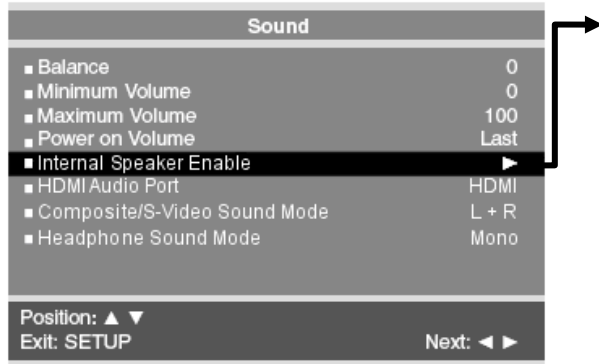 Sound
Balance 0
Minimum Volume 0
Maximum Volume 100
Power on Volume Last
Internal Speaker Enable ▶
HDMI Audio Port HDMI
Composite/S-Video Sound Mode L + R
Headphone Sound Mode Mono
Position: ▲ ▼
Exit: SETUP Next: ◀ ▶